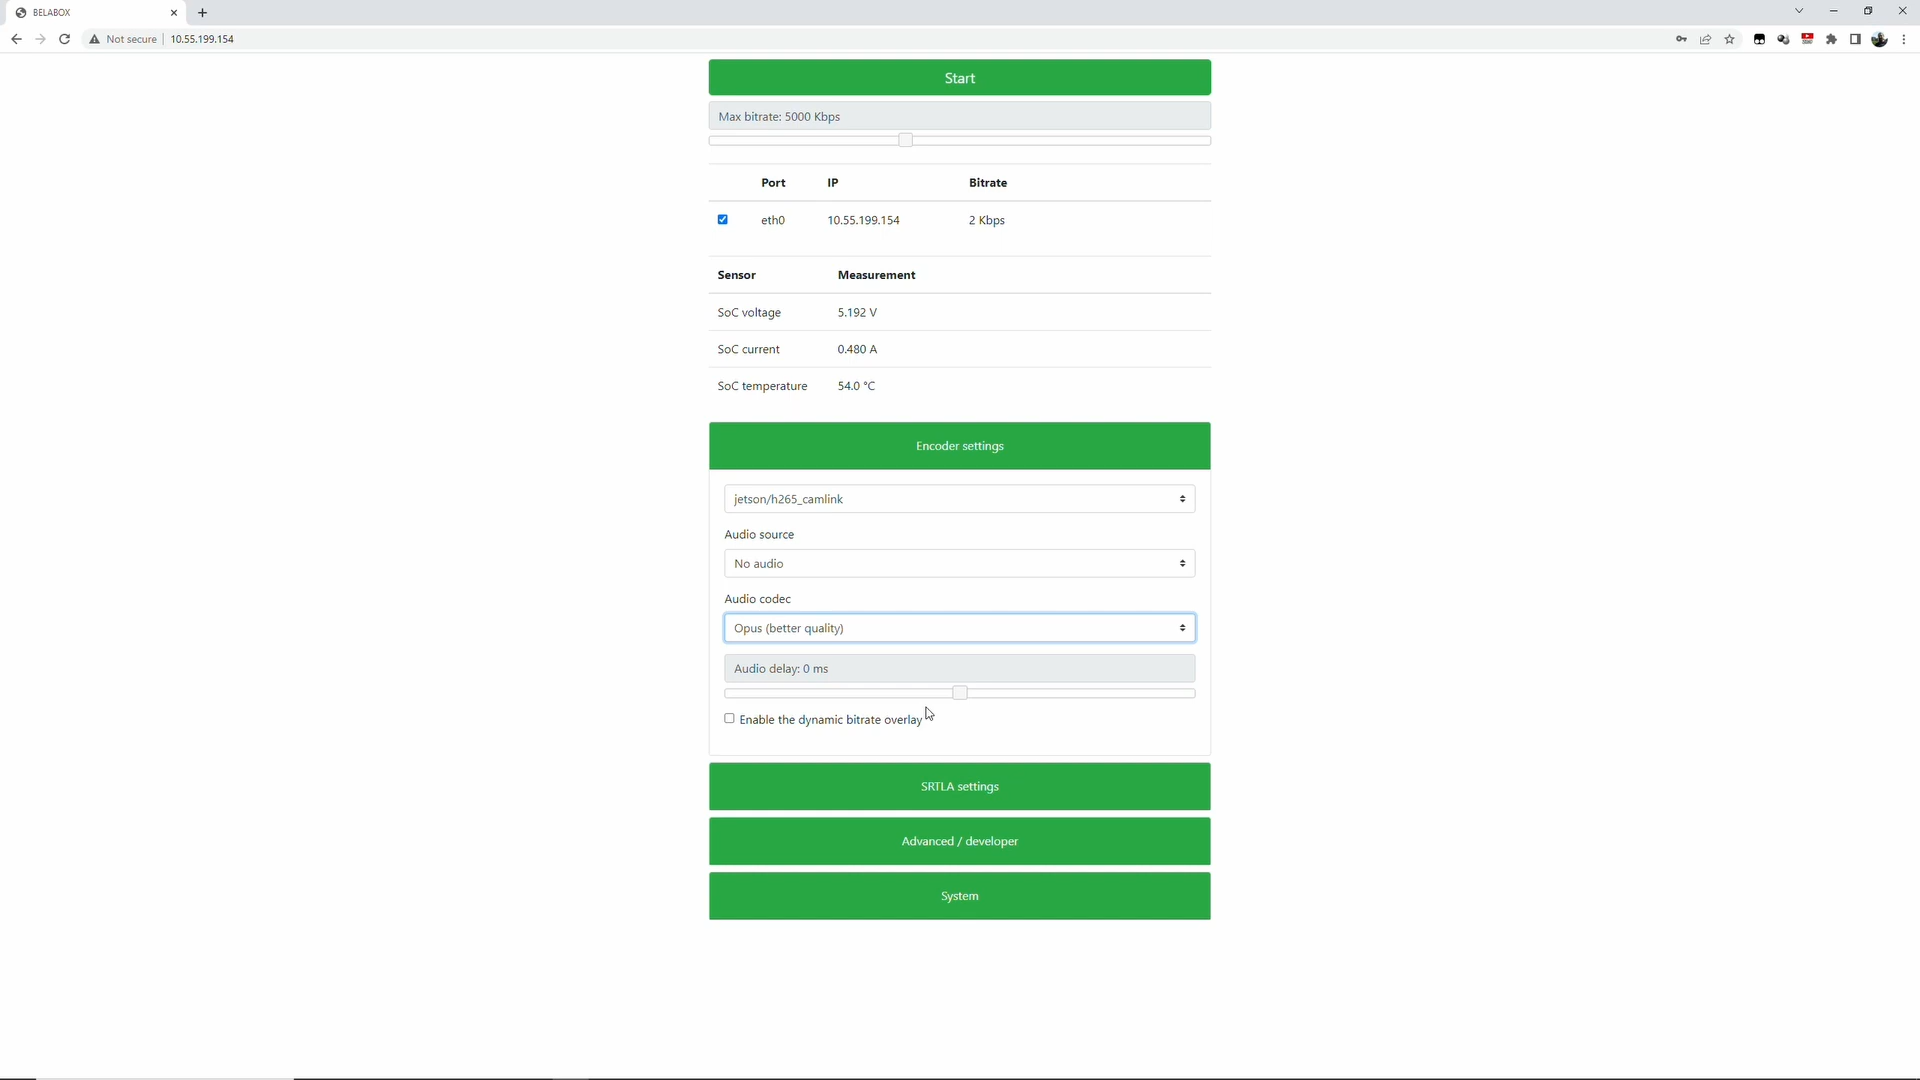 BELABOX
Not secure 10.55.199.154
Start
Max bitrate: 5000 Kbps
Port IP Bitrate
eth0 10.55.199.154 2 Kbps
Sensor Measurement
SoC voltage 5.192 V
SoC current 0.480 A
SoC temperature 54.0 °C
Encoder settings
jetson/h265_camlink
Audio source
No audio
Audio codec
Opus (better quality)
Audio delay: 0 ms
Enable the dynamic bitrate overlay
SRTLA settings
Advanced / developer
System